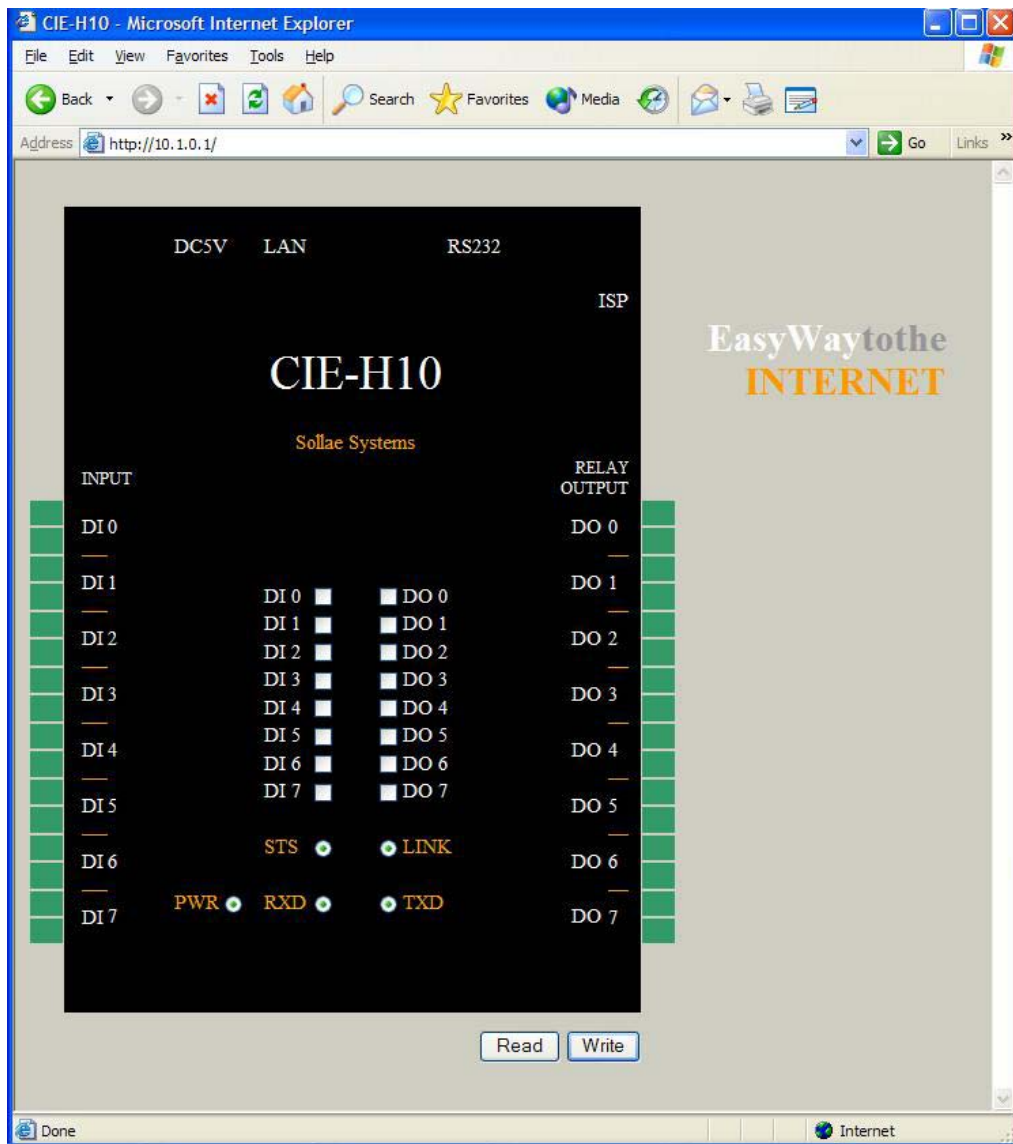 CIE-H10 - Microsoft Internet Explorer
File Edit View Favorites Tools Help
Back Search Favorites Media
Address http://10.1.0.1/ Go Links »
DC5V LAN RS232
ISP
EasyWaytothe
INTERNET
CIE-H10
Sollae Systems
INPUT
RELAY
OUTPUT
DI 0
DI 1
DI 2
DI 3
DI 4
DI 5
DI 6
DI 7
DI 0 DO 0
DI 1 DO 1
DI 2 DO 2
DI 3 DO 3
DI 4 DO 4
DI 5 DO 5
DI 6 DO 6
DI 7 DO 7
STS LINK
PWR RXD TXD
DO 0
DO 1
DO 2
DO 3
DO 4
DO 5
DO 6
DO 7
Read Write
Done Internet